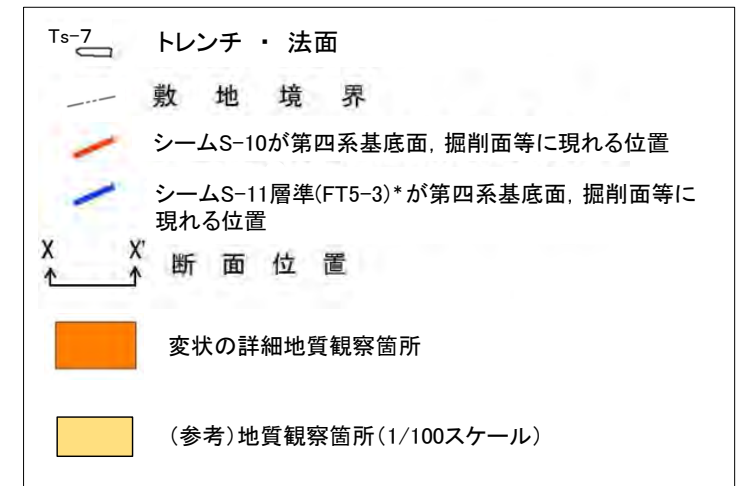 Ts-7 トレンチ ・ 法面
敷 地 境 界
シームS-10が第四系基底面，掘削面等に現れる位置
シームS-11層準(FT5-3)*が第四系基底面，掘削面等に
現れる位置
X X' 断 面 位 置
変状の詳細地質観察箇所
(参考)地質観察箇所(1/100スケール)